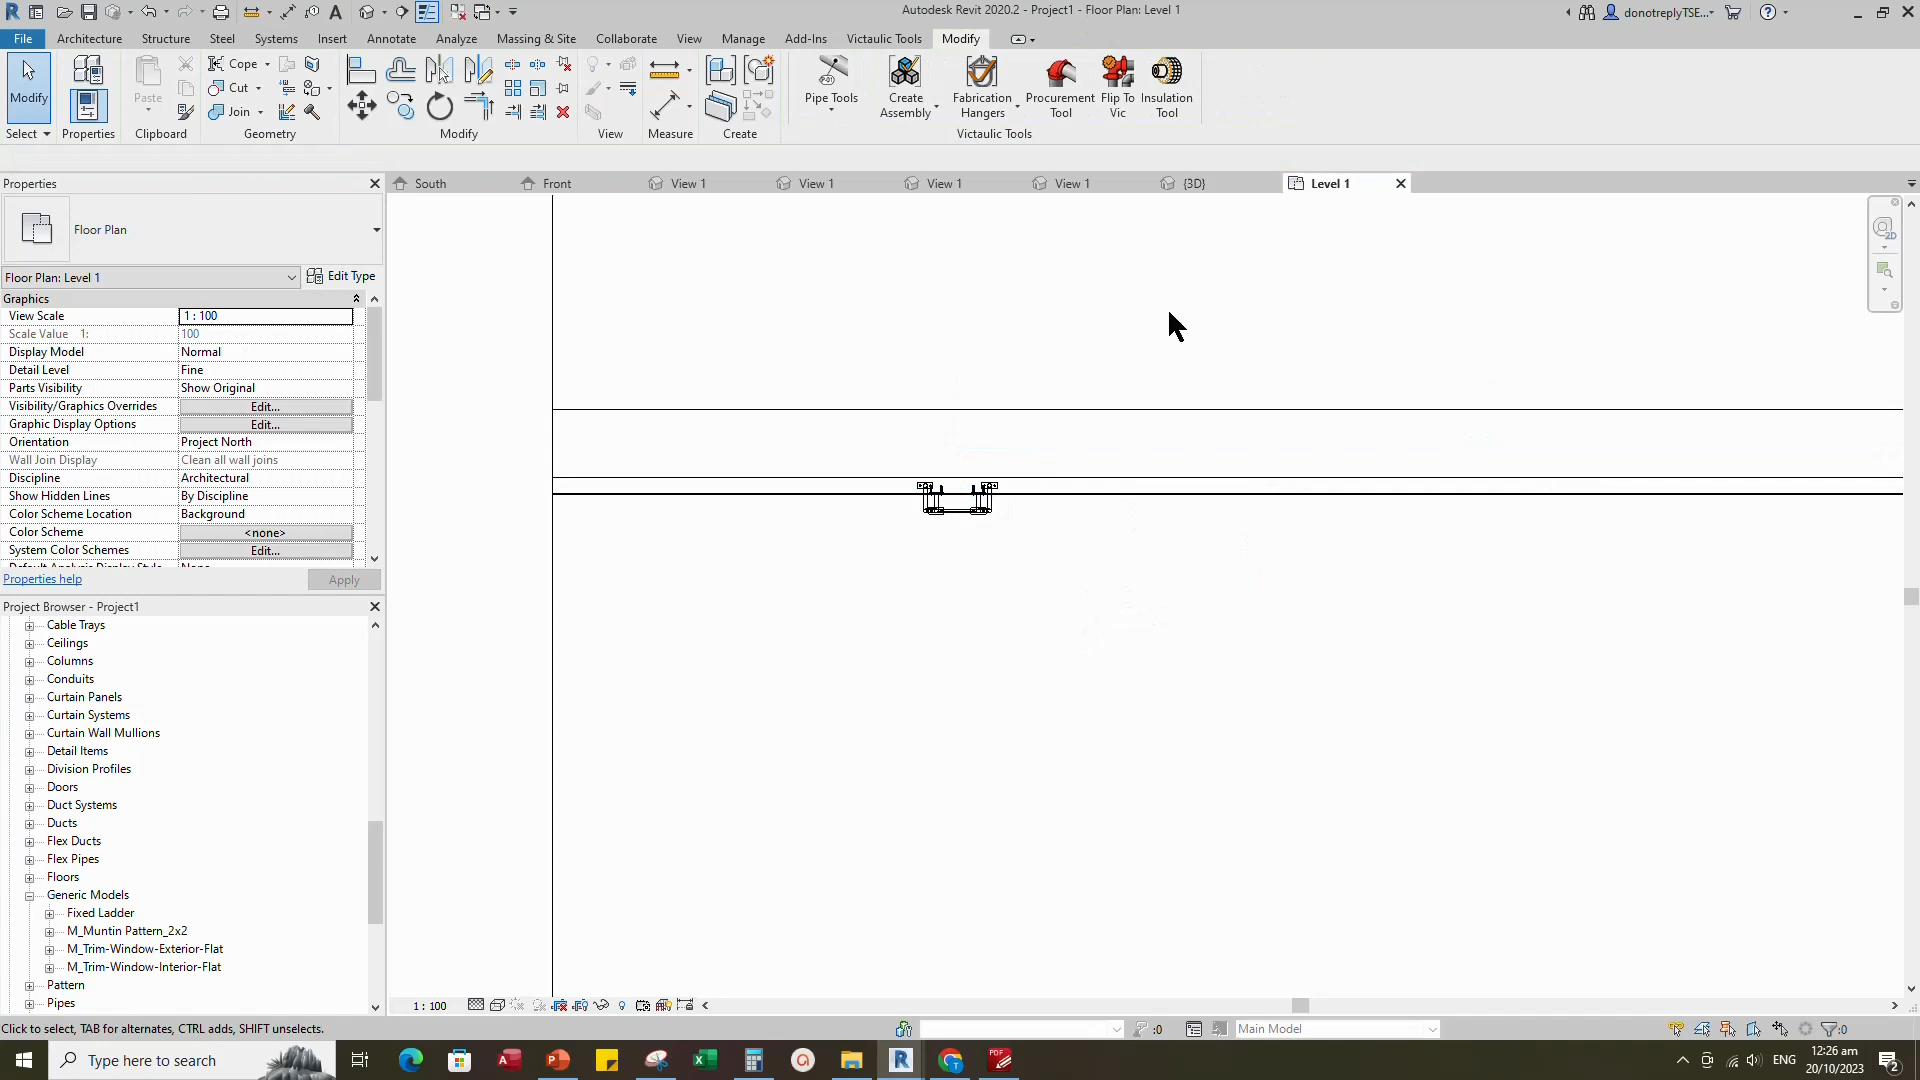 Autodesk Revit 2020.2 - Project1 - Floor Plan: Level 1
donotreplyTSE...
File Architecture Structure Steel Systems Insert Annotate Analyze Massing & Site Collaborate View Manage Add-Ins Victaulic Tools Modify
Modify
Paste
Cope
Cut
Join
Pipe Tools
Create Assembly
Fabrication Hangers
Procurement Tool
Flip To Vic
Insulation Tool
Select Properties Clipboard Geometry Modify View Measure Create Victaulic Tools
Properties
South Front View 1 View 1 View 1 View 1 {3D} Level 1
Floor Plan
Floor Plan: Level 1 Edit Type
Graphics
View Scale 1 : 100
Scale Value 1: 100
Display Model Normal
Detail Level Fine
Parts Visibility Show Original
Visibility/Graphics Overrides Edit...
Graphic Display Options Edit...
Orientation Project North
Wall Join Display Clean all wall joins
Discipline Architectural
Show Hidden Lines By Discipline
Color Scheme Location Background
Color Scheme <none>
System Color Schemes Edit...
Properties help Apply
Project Browser - Project1
Cable Trays
Ceilings
Columns
Conduits
Curtain Panels
Curtain Systems
Curtain Wall Mullions
Detail Items
Division Profiles
Doors
Duct Systems
Ducts
Flex Ducts
Flex Pipes
Floors
Generic Models
Fixed Ladder
M_Muntin Pattern_2x2
M_Trim-Window-Exterior-Flat
M_Trim-Window-Interior-Flat
Pattern
Pipes
1 : 100
Click to select, TAB for alternates, CTRL adds, SHIFT unselects.
:0
Main Model
:0
Type here to search
ENG
12:26 am
20/10/2023
2